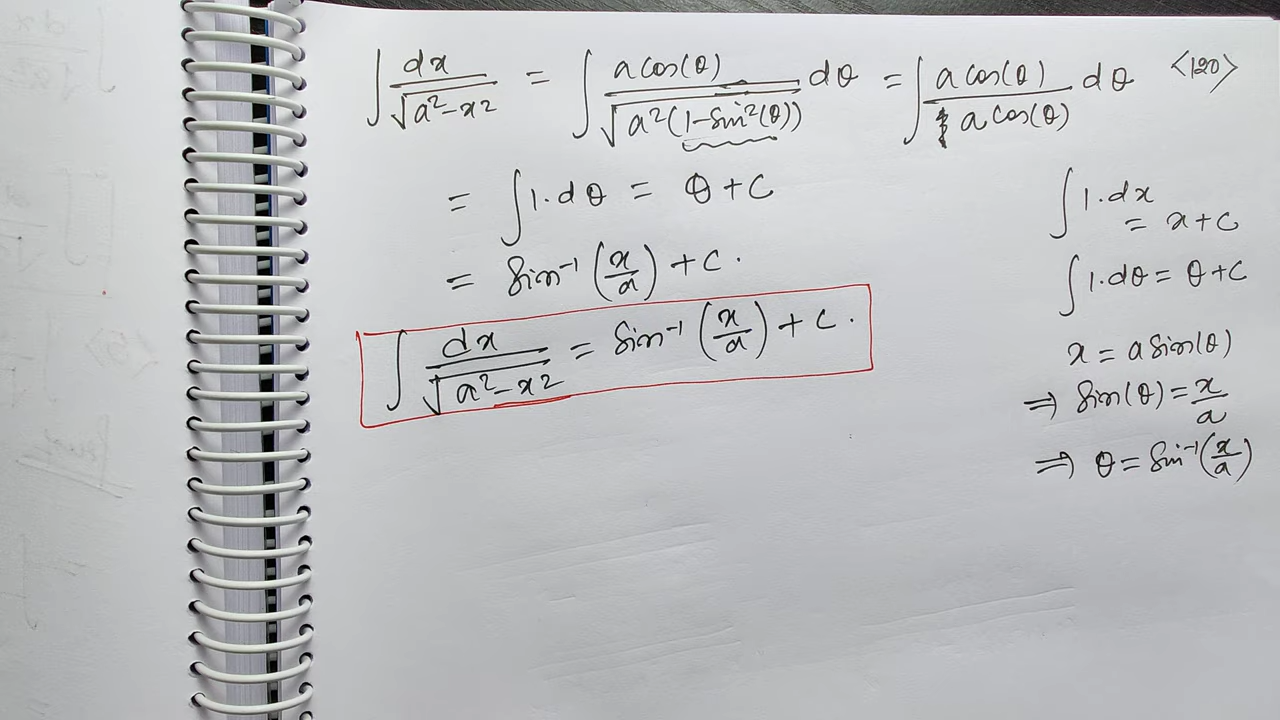 ∫ dx/√(a²-x²) = ∫ a cos(θ)/√(a²(1-Sin²(θ))) dθ = ∫ a cos(θ)/a cos(θ) dθ <120>
= ∫ 1·dθ = θ + c
= Sin⁻¹(x/a) + c.
∫ dx/√(a²-x²) = Sin⁻¹(x/a) + c.
∫ 1·dx
= x + c
∫ 1·dθ = θ + c
x = a Sin(θ)
⇒ Sin(θ) = x/a
⇒ θ = Sin⁻¹(x/a)